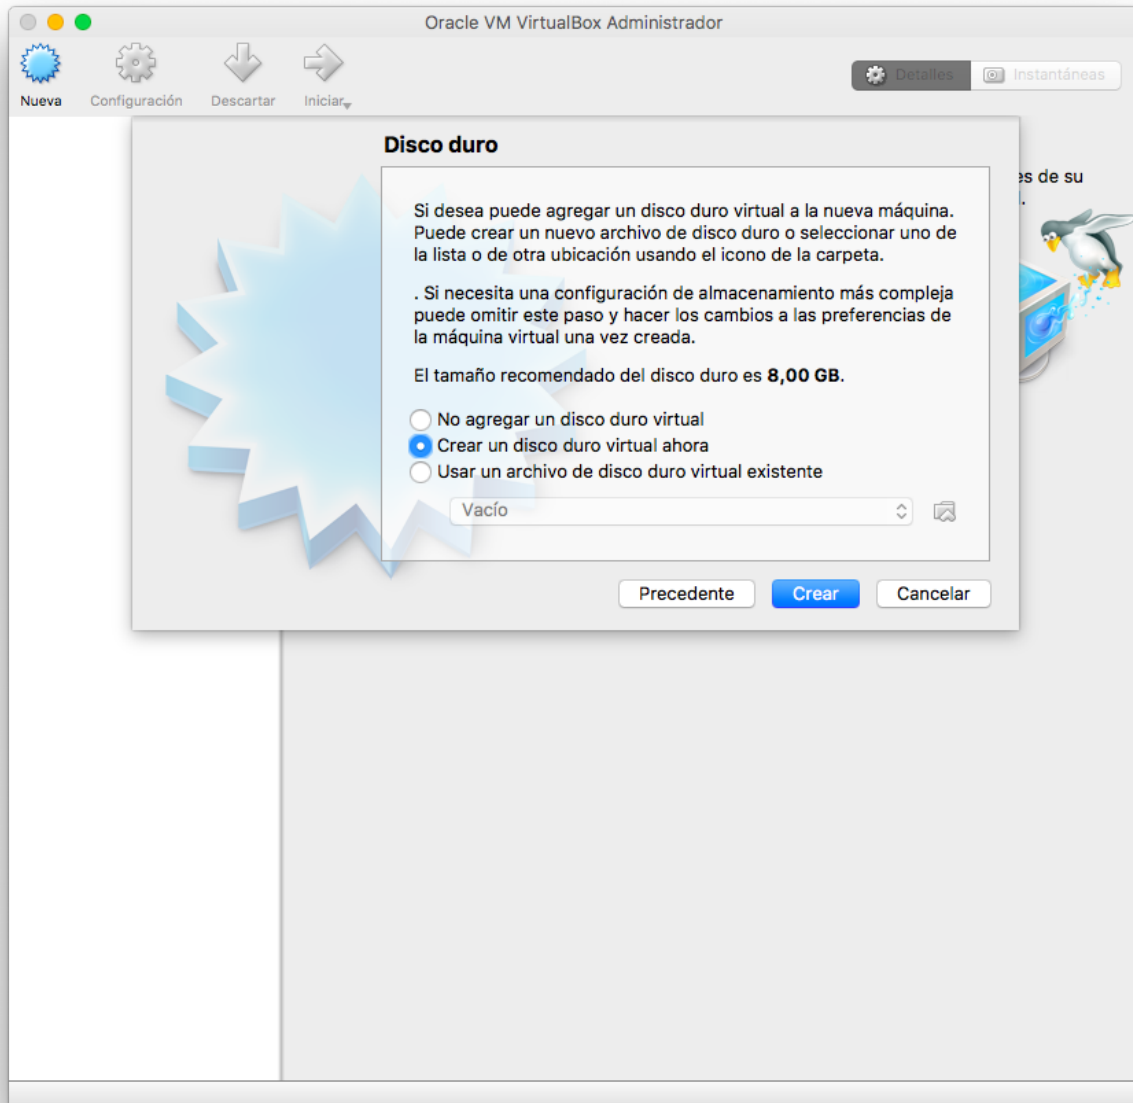 Oracle VM VirtualBox Administrador
Nueva
Configuración
Descartar
Iniciar
Detalles
Instantáneas
Disco duro
es de su
Si desea puede agregar un disco duro virtual a la nueva máquina.
Puede crear un nuevo archivo de disco duro o seleccionar uno de
la lista o de otra ubicación usando el icono de la carpeta.
. Si necesita una configuración de almacenamiento más compleja
puede omitir este paso y hacer los cambios a las preferencias de
la máquina virtual una vez creada.
El tamaño recomendado del disco duro es 8,00 GB.
No agregar un disco duro virtual
Crear un disco duro virtual ahora
Usar un archivo de disco duro virtual existente
Vacío
Precedente
Crear
Cancelar